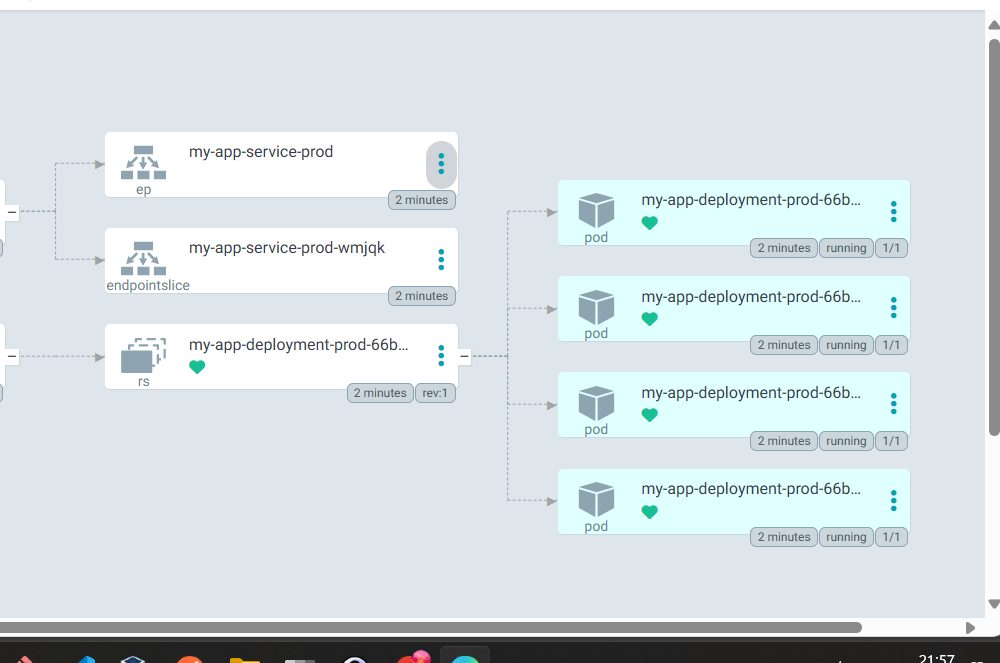 my-app-service-prod
ep
2 minutes
my-app-service-prod-wmjqk
endpointslice
2 minutes
my-app-deployment-prod-66b...
rs
2 minutes rev:1
my-app-deployment-prod-66b...
pod
2 minutes running 1/1
my-app-deployment-prod-66b...
pod
2 minutes running 1/1
my-app-deployment-prod-66b...
pod
2 minutes running 1/1
my-app-deployment-prod-66b...
pod
2 minutes running 1/1
21:57